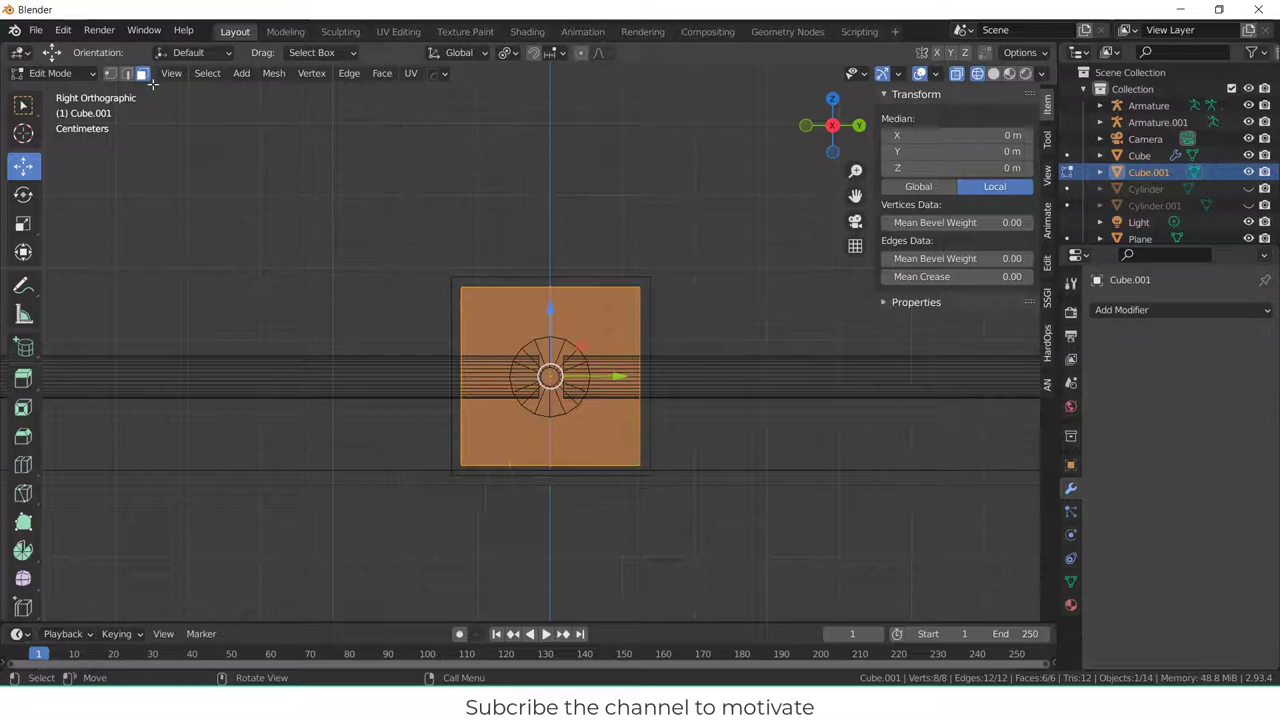 Blender
File Edit Render Window Help Layout Modeling Sculpting UV Editing Texture Paint Shading Animation Rendering Compositing Geometry Nodes Scripting Scene View Layer
Orientation: Default Drag: Select Box Global X Y Z Options
Edit Mode View Select Add Mesh Vertex Edge Face UV
Right Orthographic
(1) Cube.001
Centimeters
Z
X
Y
Transform
Median:
X 0 m
Y 0 m
Z 0 m
Global Local
Vertices Data:
Mean Bevel Weight 0.00
Edges Data:
Mean Bevel Weight 0.00
Mean Crease 0.00
Properties
Item
Tool
View
Animate
Edit
SSGI
HardOps
AN
Scene Collection
Collection
Armature
Armature.001
Camera
Cube
Cube.001
Cylinder
Cylinder.001
Light
Plane
Cube.001
Add Modifier
Playback Keying View Marker 1 Start 1 End 250
1 10 20 30 40 50 60 70 80 90 100 110 120 130 140 150 160 170 180 190 200 210 220 230 240 250
Select Move Rotate View Call Menu Cube.001 | Verts:8/8 | Edges:12/12 | Faces:6/6 | Tris:12 | Objects:1/14 | Memory: 48.8 MiB | 2.93.4
Subcribe the channel to motivate